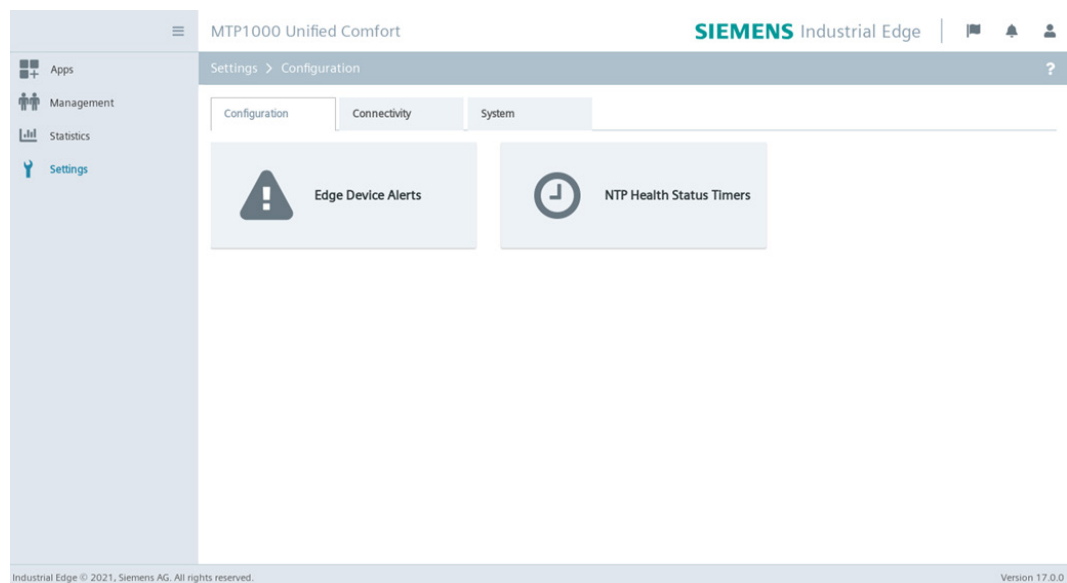 MTP1000 Unified Comfort
SIEMENS Industrial Edge
Apps
Management
Statistics
Settings
Settings > Configuration
?
Configuration
Connectivity
System
Edge Device Alerts
NTP Health Status Timers
Industrial Edge © 2021, Siemens AG. All rights reserved.
Version 17.0.0